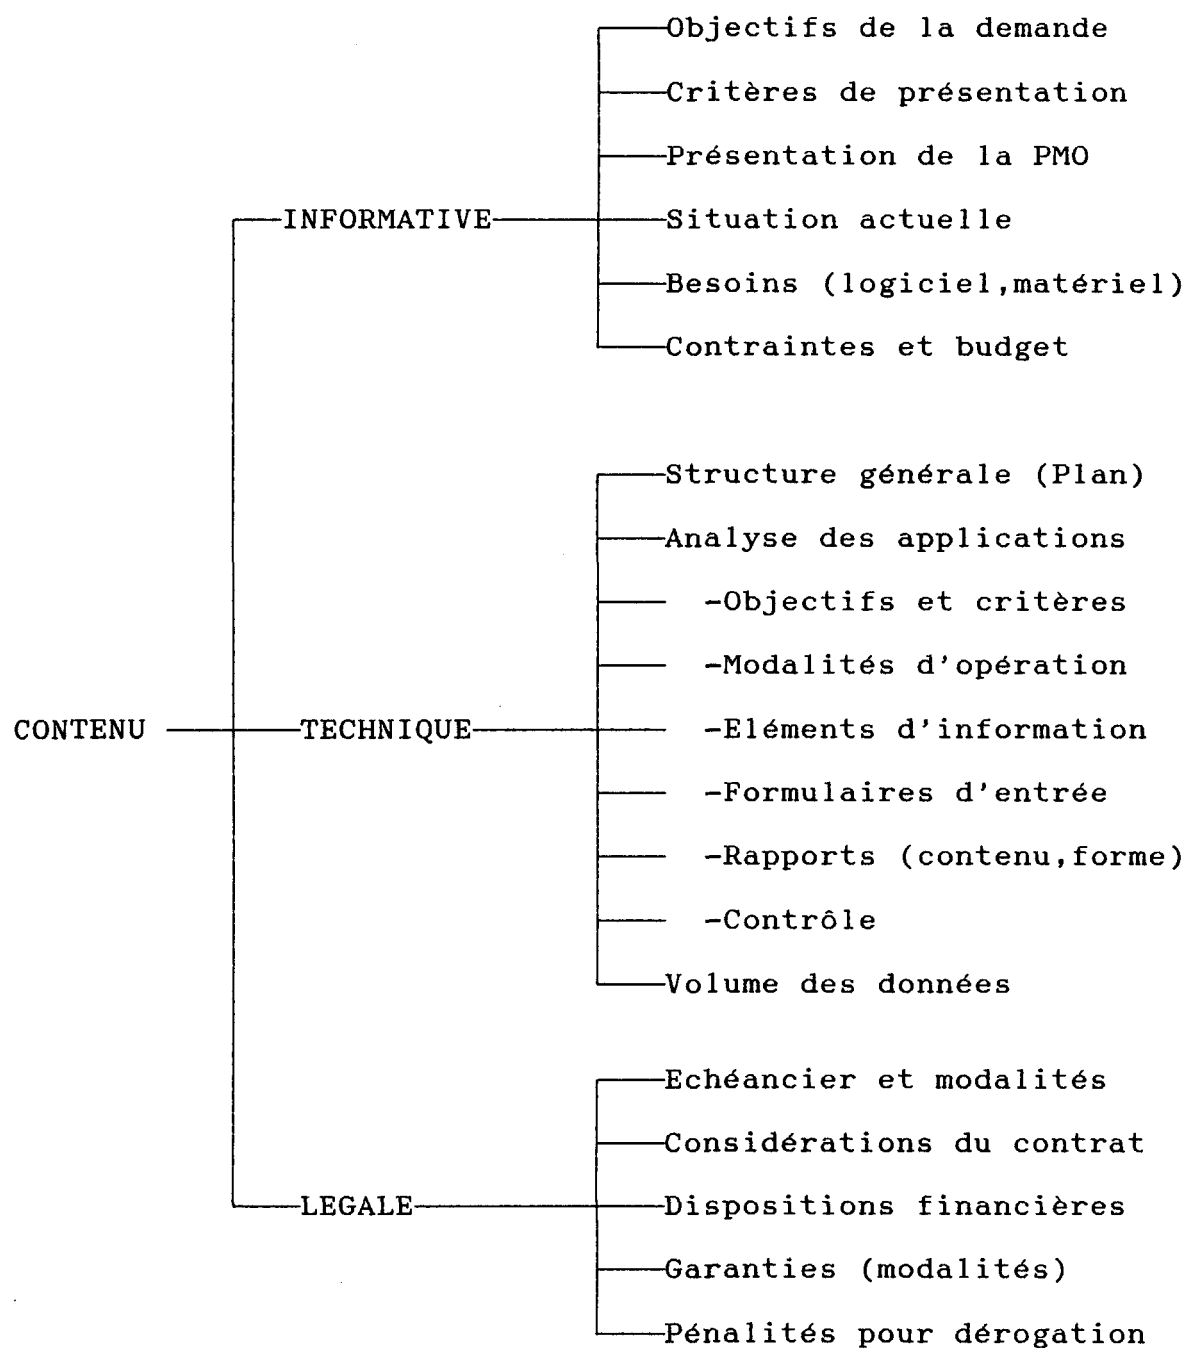 Objectifs de la demande
Critères de présentation
Présentation de la PMO
INFORMATIVE
Situation actuelle
Besoins (logiciel,matériel)
Contraintes et budget
Structure générale (Plan)
Analyse des applications
-Objectifs et critères
-Modalités d'opération
CONTENU
TECHNIQUE
-Eléments d'information
-Formulaires d'entrée
-Rapports (contenu,forme)
-Contrôle
Volume des données
Echéancier et modalités
Considérations du contrat
LEGALE
Dispositions financières
Garanties (modalités)
Pénalités pour dérogation